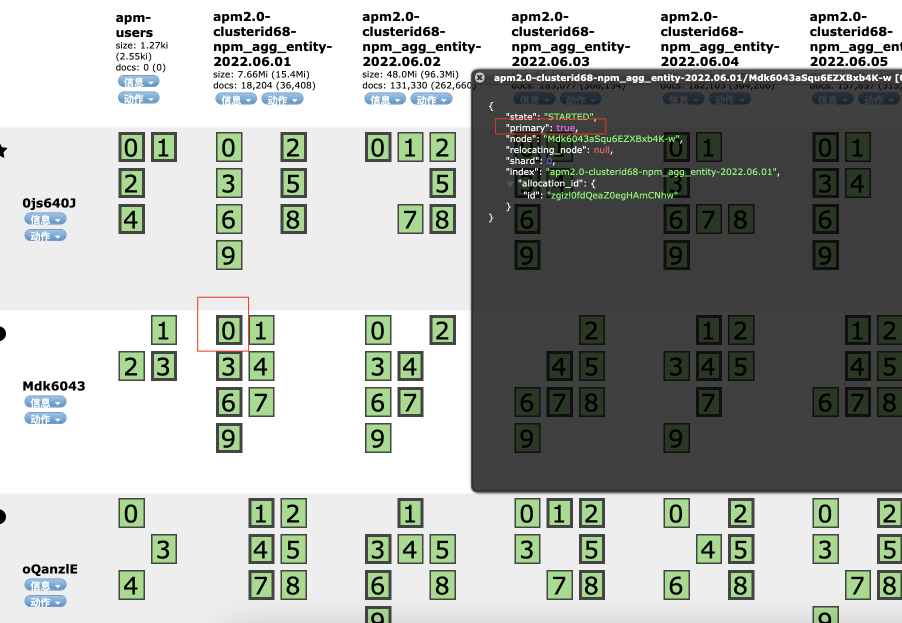 apm-
users
size: 1.27ki
(2.55ki)
docs: 0 (0)
信息
动作
apm2.0-
clusterid68-
npm_agg_entity-
2022.06.01
size: 7.66Mi (15.4Mi)
docs: 18,204 (36,408)
信息 动作
apm2.0-
clusterid68-
npm_agg_entity-
2022.06.02
size: 48.0Mi (96.3Mi)
docs: 131,330 (262,660
信息 动作
apm2.0-
clusterid68-
npm_agg_entity-
2022.06.03
apm2.0-
clusterid68-
npm_agg_entity-
2022.06.04
apm2.0-
clusterid68-
npm_agg_entity-
2022.06.05
apm2.0-clusterid68-npm_agg_entity-2022.06.01/Mdk6043aSqu6EZXBxb4K-w
{
"state": "STARTED",
"primary": true,
"node": "Mdk6043aSqu6EZXBxb4K-w",
"relocating_node": null,
"shard": 0,
"index": "apm2.0-clusterid68-npm_agg_entity-2022.06.01",
"allocation_id": {
"id": "zgizl0fdQeaZ0egHAmCNhw"
}
}
0js640J
信息
动作
0 1 0 2 0 1 2 0 1 0 1
2 3 5 5 3 3 4
4 6 8 7 8 6 6 7 8 6
9 9 9 9
Mdk6043
信息
动作
1 0 1 0 2 2 1 2 1 2
2 3 3 4 3 4 4 5 3 4 5 4 5
6 7 6 7 6 7 8 7 6 7 8
9 9 9 9
oQanzlE
信息
动作
0 1 2 1 0 1 2 0 2 0 2
3 4 5 3 4 5 3 5 4 5 3 5
4 7 8 6 8 7 8 6 8 7 8
9 9